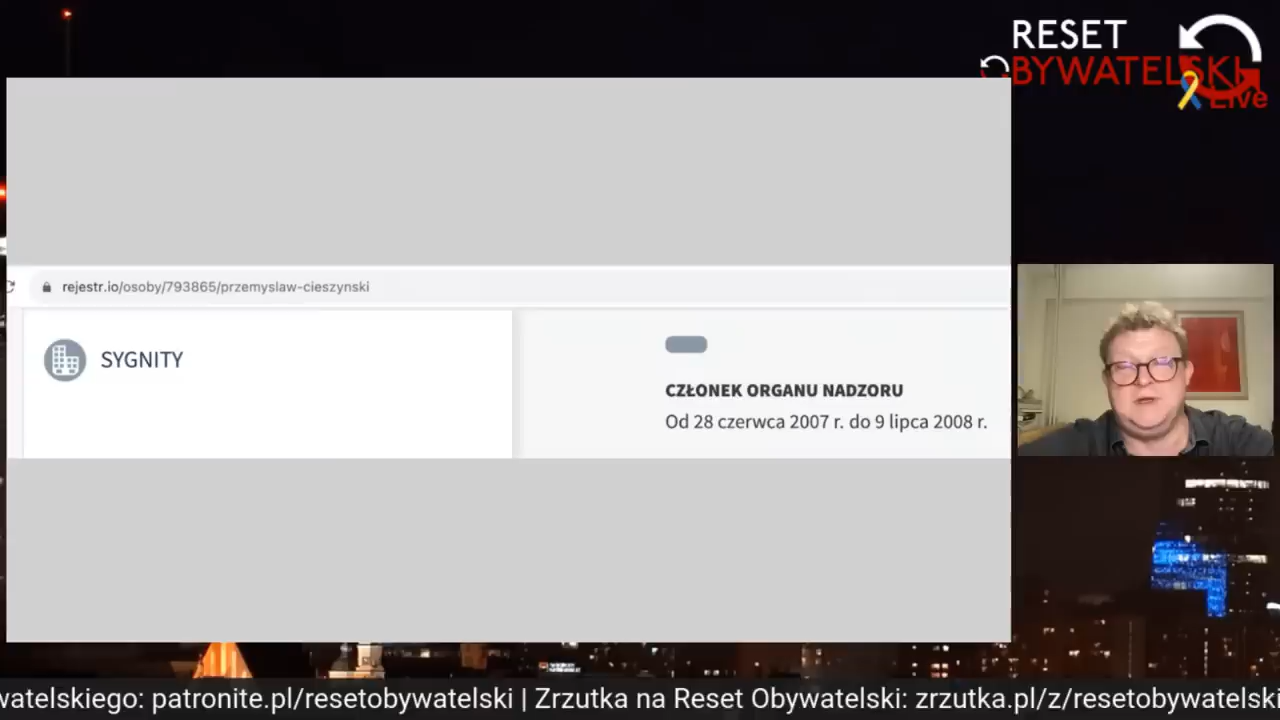 RESET
OBYWATELSKI
Live
rejestr.io/osoby/793865/przemyslaw-cieszynski
SYGNITY
CZŁONEK ORGANU NADZORU
Od 28 czerwca 2007 r. do 9 lipca 2008 r.
watelskiego: patronite.pl/resetobywatelski | Zrzutka na Reset Obywatelski: zrzutka.pl/z/resetobywatelski